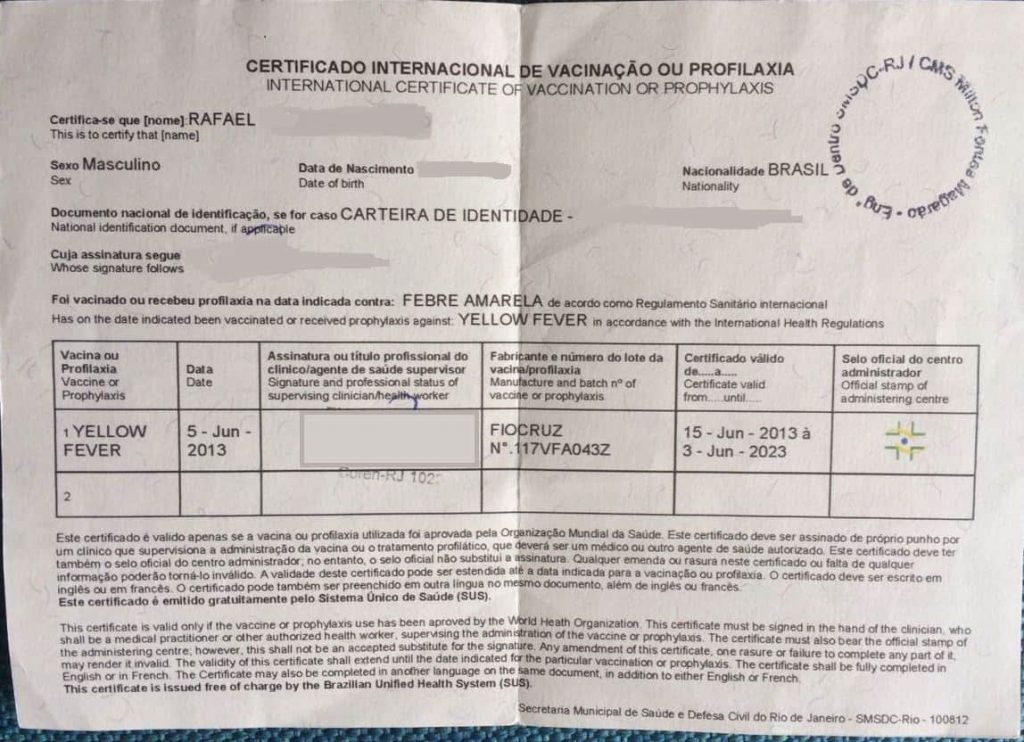 CERTIFICADO INTERNACIONAL DE VACINAÇÃO OU PROFILAXIA
INTERNATIONAL CERTIFICATE OF VACCINATION OR PROPHYLAXIS
SMSDC-RJ / CMS Milton Fontes Magarao - Eng. de Dentro
Certifica-se que [nome]:RAFAEL
This is to certify that [name]
Sexo Masculino
Sex
Data de Nascimento
Date of birth
Nacionalidade BRASIL
Nationality
Documento nacional de identificação, se for caso CARTEIRA DE IDENTIDADE -
National identification document, if applicable
Cuja assinatura segue
Whose signature follows
Foi vacinado ou recebeu profilaxia na data indicada contra: FEBRE AMARELA de acordo como Regulamento Sanitário internacional
Has on the date indicated been vaccinated or received prophylaxis against: YELLOW FEVER in accordance with the International Health Regulations
Vacina ou
Profilaxia
Vaccine or
Prophylaxis
Data
Date
Assinatura ou título profissional do
clínico/agente de saúde supervisor
Signature and professional status of
supervising clinician/health worker
Fabricante e número do lote da
vacina/profilaxia
Manufacture and batch nº of
vaccine or prophylaxis
Certificado válido
de.....a.....
Certificate valid
from.....until.....
Selo oficial do centro
administrador
Official stamp of
administering centre
1 YELLOW
FEVER
5 - Jun -
2013
Coren-RJ 102
FIOCRUZ
N°.117VFA043Z
15 - Jun - 2013 à
3 - Jun - 2023
2
Este certificado é valido apenas se a vacina ou profilaxia utilizada foi aprovada pela Organização Mundial da Saúde. Este certificado deve ser assinado de próprio punho por
um clínico que supervisiona a administração da vacina ou o tratamento profilático, que deverá ser um médico ou outro agente de saúde autorizado. Este certificado deve ter
também o selo oficial do centro administrador; no entanto, o selo oficial não substitui a assinatura. Qualquer emenda ou rasura neste certificado ou falta de qualquer
informação poderão torná-lo inválido. A validade deste certificado pode ser estendida até a data indicada para a vacinação ou profilaxia. O certificado deve ser escrito em
inglês ou em francês. O certificado pode também ser preenchido em outra língua no mesmo documento, além de inglês ou francês.
Este certificado é emitido gratuitamente pelo Sistema Único de Saúde (SUS).
This certificate is valid only if the vaccine or prophylaxis use has been aproved by the World Heath Organization. This certificate must be signed in the hand of the clinician, who
shall be a medical practitioner or other authorized health worker, supervising the administration of the vaccine or prophylaxis. The certificate must also bear the official stamp of
the administering centre; however, this shall not an accepted substitute for the signature. Any amendment of this certificate, one rasure or failure to complete any part of it,
may render it invalid. The validity of this certificate shall extend until the date indicated for the particular vaccination or prophylaxis. The certificate shall be fully completed in
English or in French. The Certificate may also be completed in another language on the same document, in addition to either English or French.
This certificate is issued free of charge by the Brazilian Unified Health System (SUS).
Secretaria Municipal de Saúde e Defesa Civil do Rio de Janeiro - SMSDC-Rio - 100812